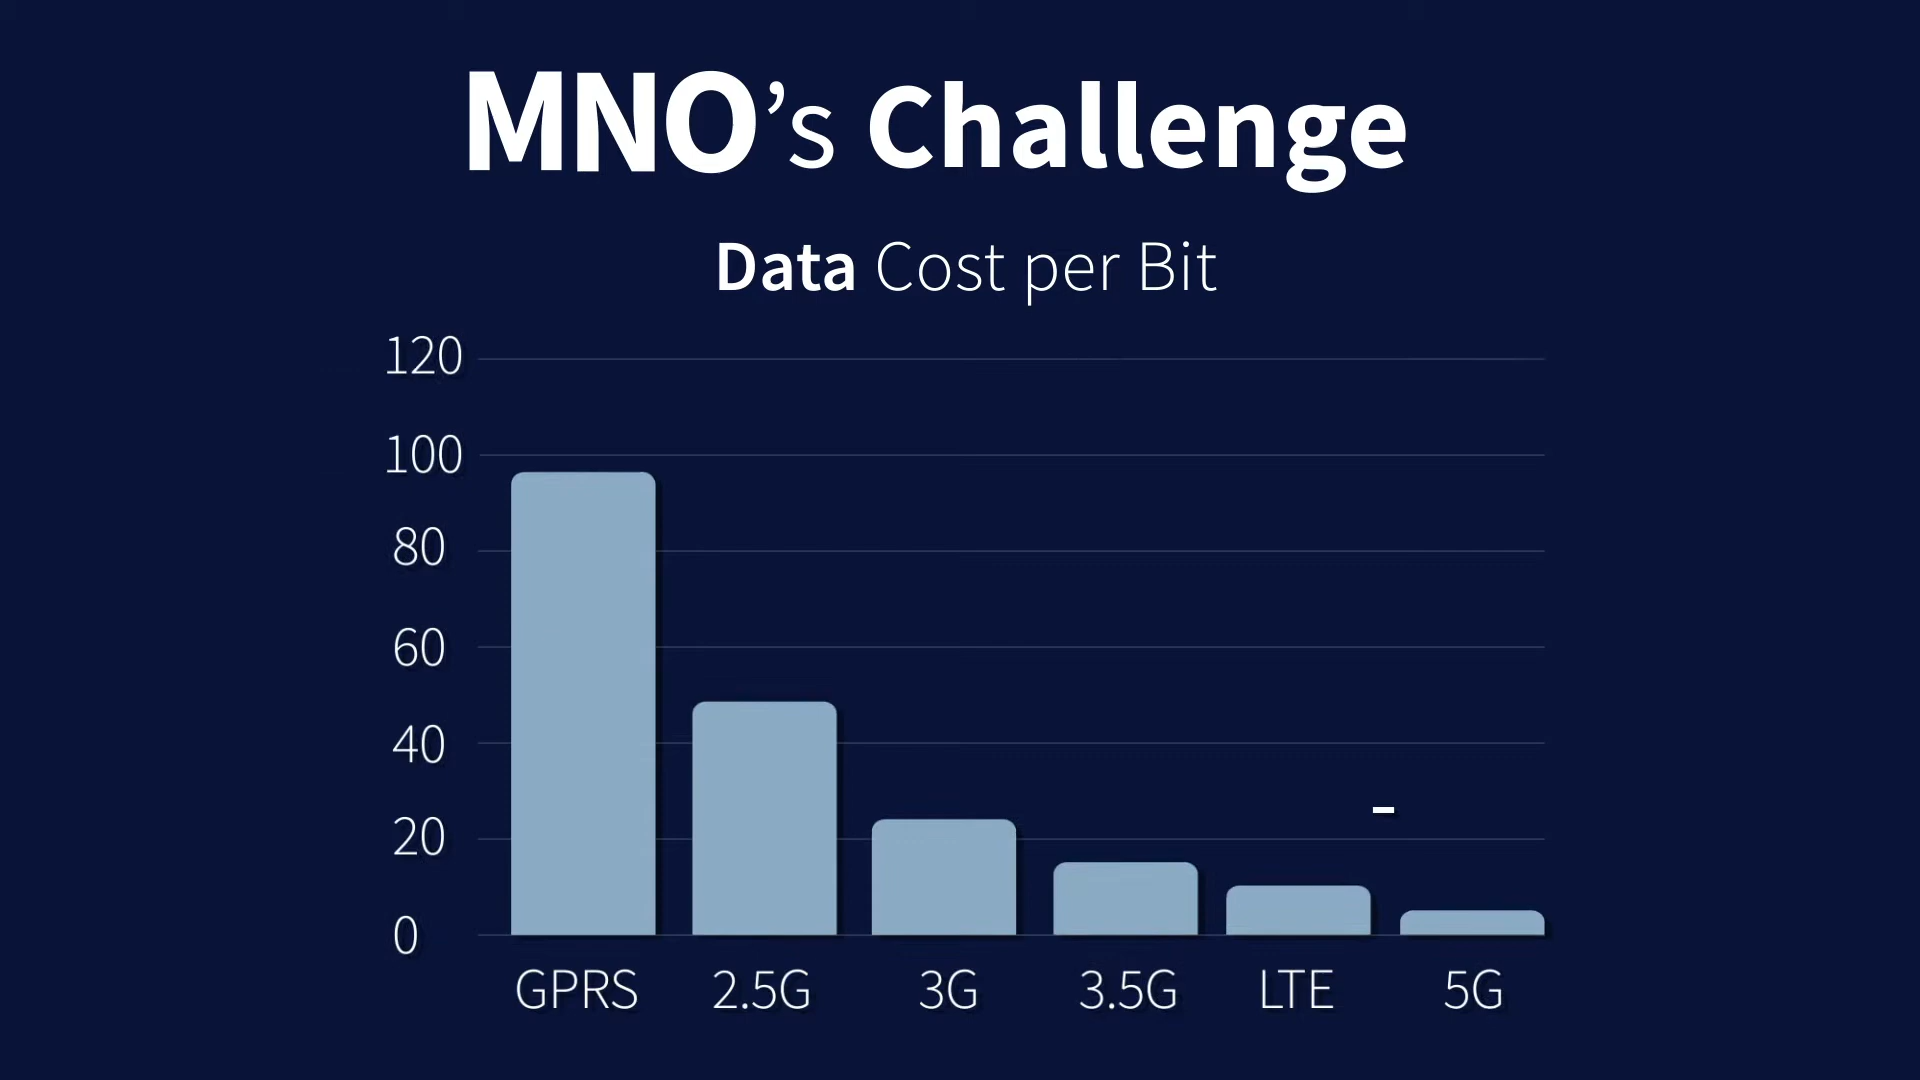 MNO’s Challenge
Data Cost per Bit
120
100
80
60
40
20
0
GPRS 2.5G 3G 3.5G LTE 5G